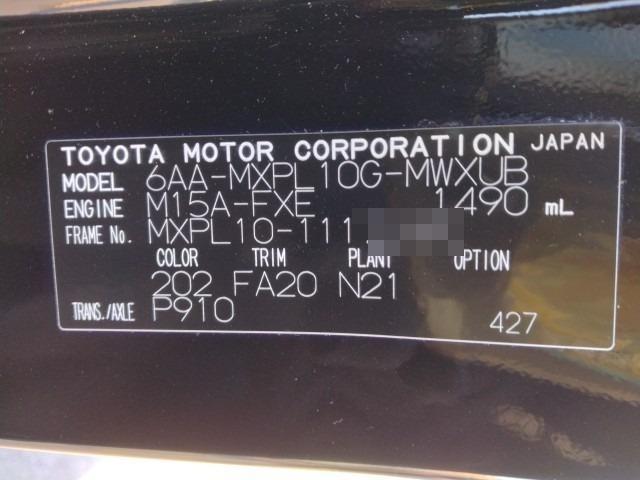 TOYOTA MOTOR CORPORATION JAPAN
MODEL 6AA-MXPL10G-MWXUB
ENGINE M15A-FXE 1490 mL
FRAME No. MXPL10-111
COLOR TRIM PLANT OPTION
202 FA20 N21
TRANS./AXLE P910
427